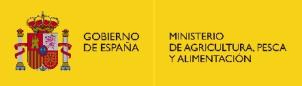 GOBIERNO
DE ESPAÑA
MINISTERIO
DE AGRICULTURA, PESCA
Y ALIMENTACIÓN